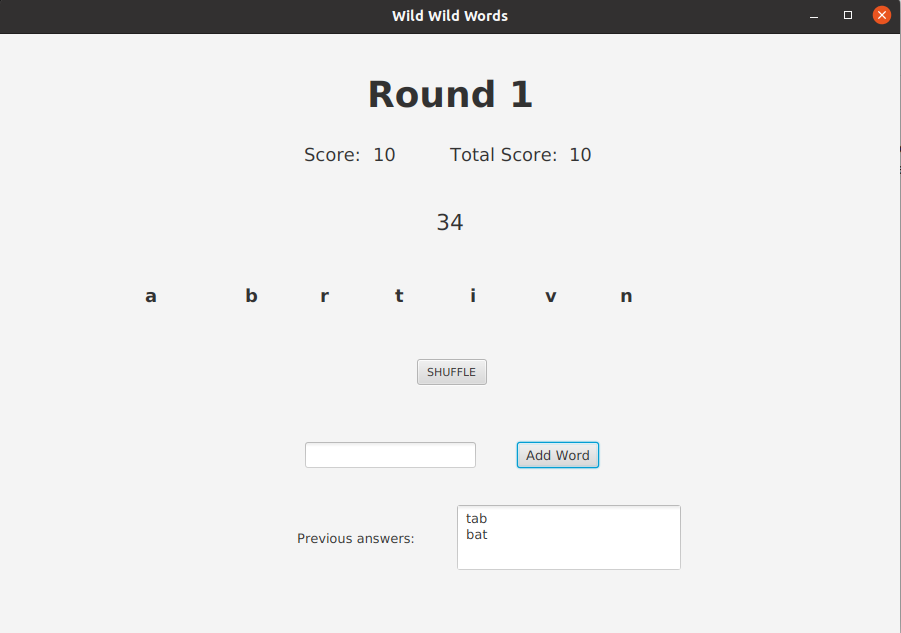 Wild Wild Words
Round 1
Score: 10 Total Score: 10
34
a b r t i v n
SHUFFLE
Add Word
tab
Previous answers:
bat